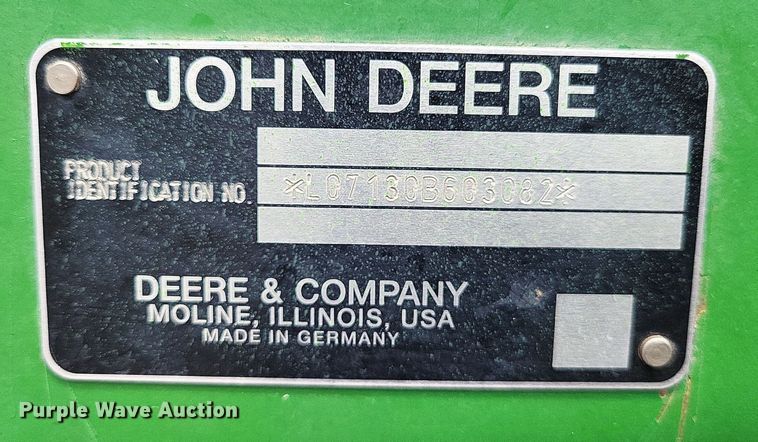 JOHN DEERE
PRODUCT
IDENTIFICATION NO.
*L07130B603082*
DEERE & COMPANY
MOLINE, ILLINOIS, USA
MADE IN GERMANY
Purple Wave Auction